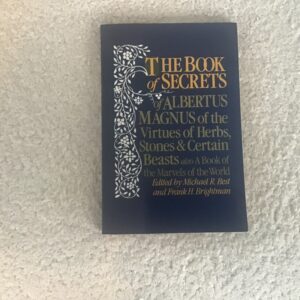 THE BOOK
of SECRETS
of ALBERTUS
MAGNUS of the
Virtues of Herbs,
Stones & Certain
Beasts also A Book of
the Marvels of the World
Edited by Michael R. Best
and Frank H. Brightman